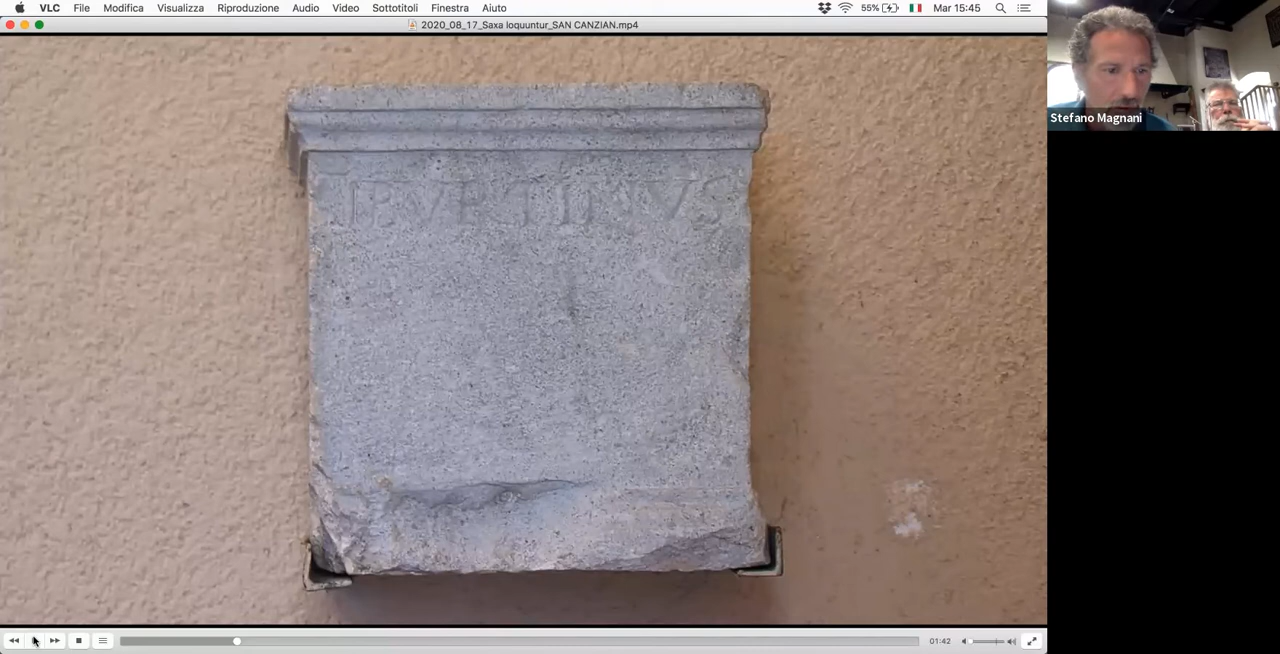 VLC File Modifica Visualizza Riproduzione Audio Video Sottotitoli Finestra Aiuto 55% Mar 15:45
2020_08_17_Saxa loquuntur_SAN CANZIAN.mp4
Stefano Magnani
01:42